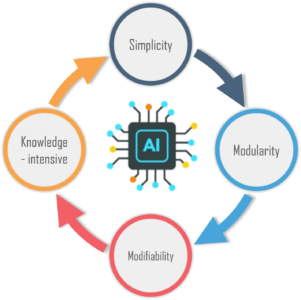 Simplicity
Knowledge
- intensive
AI
Modularity
Modifiability